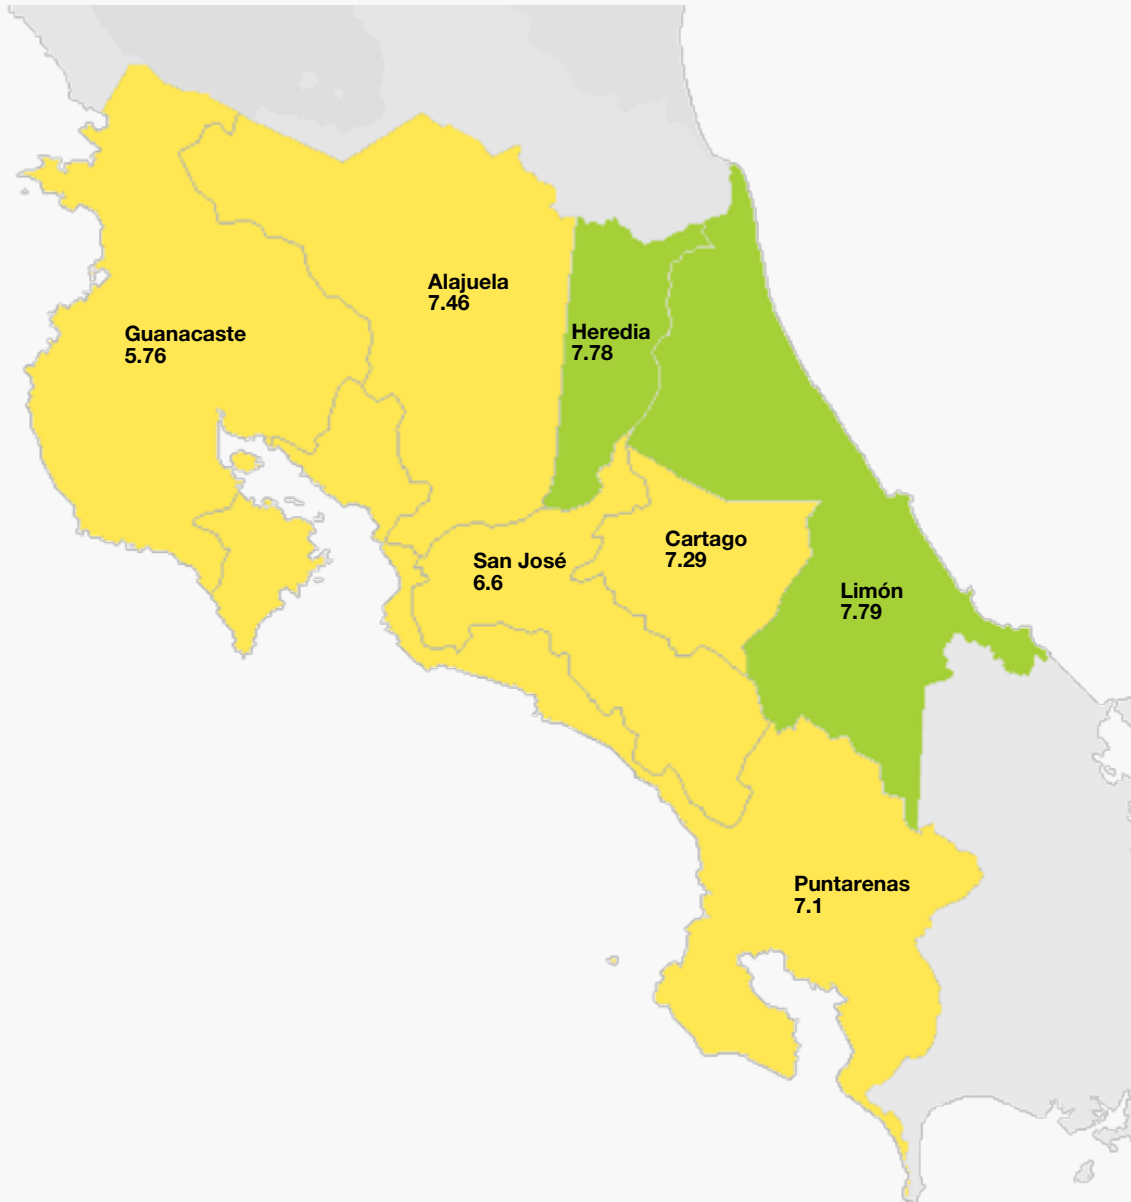 Alajuela
7.46
Guanacaste
5.76
Heredia
7.78
Cartago
7.29
San José
6.6
Limón
7.79
Puntarenas
7.1